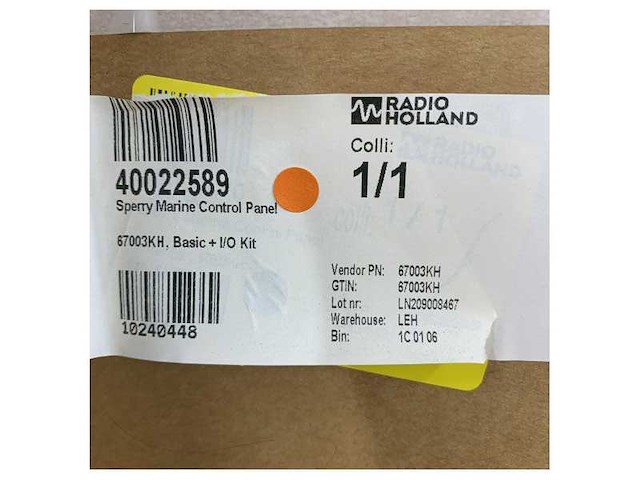 RADIO
HOLLAND
Colli:
1/1
40022589
Sperry Marine Control Panel
67003KH, Basic + I/O Kit
10240448
Vendor PN: 67003KH
GTIN: 67003KH
Lot nr: LN209008467
Warehouse: LEH
Bin: 1C 01 06